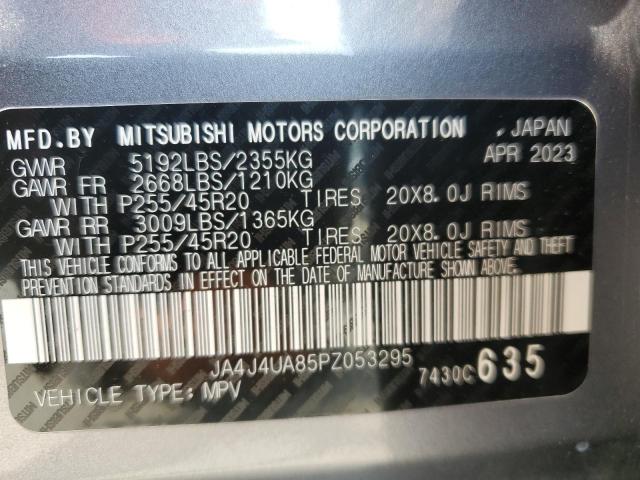 MFD.BY MITSUBISHI MOTORS CORPORATION , JAPAN
GVWR 5192LBS/2355KG APR 2023
GAWR FR 2668LBS/1210KG
WITH P255/45R20 TIRES 20X8.0J RIMS
GAWR RR 3009LBS/1365KG
WITH P255/45R20 TIRES 20X8.0J RIMS
THIS VEHICLE CONFORMS TO ALL APPLICABLE FEDERAL MOTOR VEHICLE SAFETY AND THEFT
PREVENTION STANDARDS IN EFFECT ON THE DATE OF MANUFACTURE SHOWN ABOVE.
JA4J4UA85PZ053295
7430C635
VEHICLE TYPE: MPV